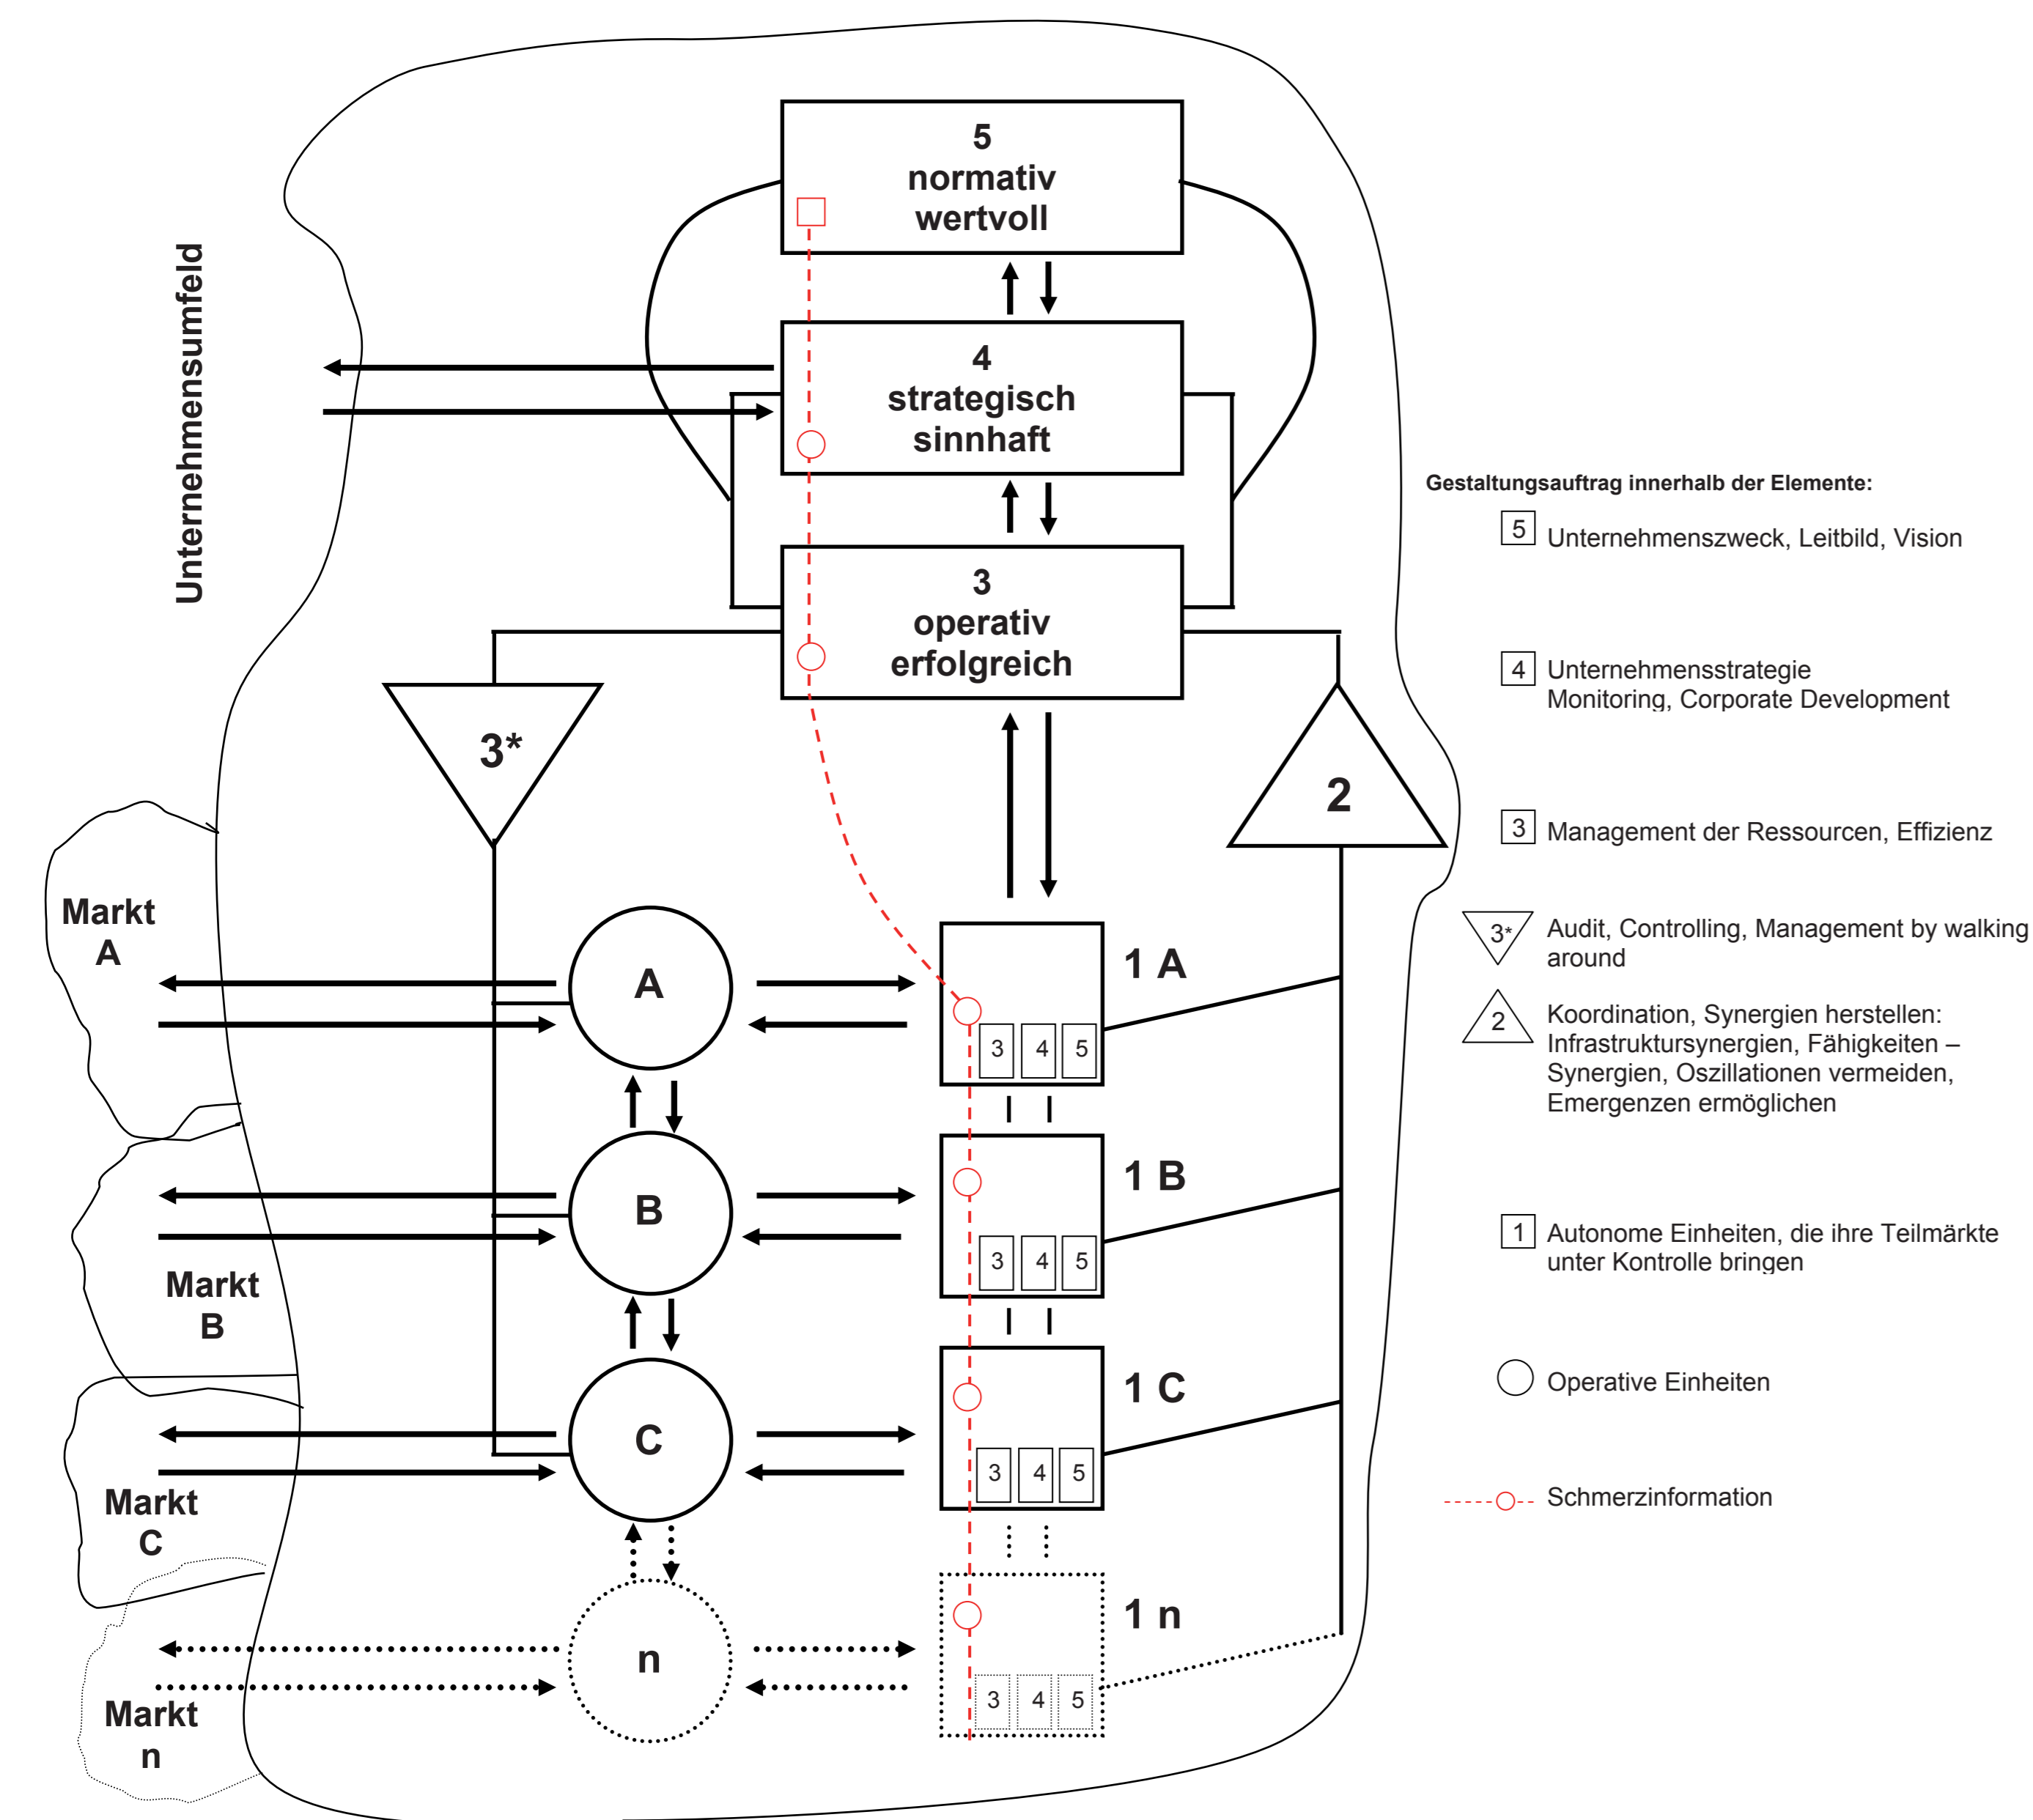 Unternehmensumfeld
5
normativ
wertvoll
4
strategisch
sinnhaft
3
operativ
erfolgreich
3*
2
Markt
A
A
1 A
3 4 5
Markt
B
B
1 B
3 4 5
Markt
C
C
1 C
3 4 5
Markt
n
n
1 n
3 4 5
Gestaltungsauftrag innerhalb der Elemente:
5 Unternehmenszweck, Leitbild, Vision
4 Unternehmensstrategie
Monitoring, Corporate Development
3 Management der Ressourcen, Effizienz
3* Audit, Controlling, Management by walking
around
2 Koordination, Synergien herstellen:
Infrastruktursynergien, Fähigkeiten –
Synergien, Oszillationen vermeiden,
Emergenzen ermöglichen
1 Autonome Einheiten, die ihre Teilmärkte
unter Kontrolle bringen
Operative Einheiten
Schmerzinformation